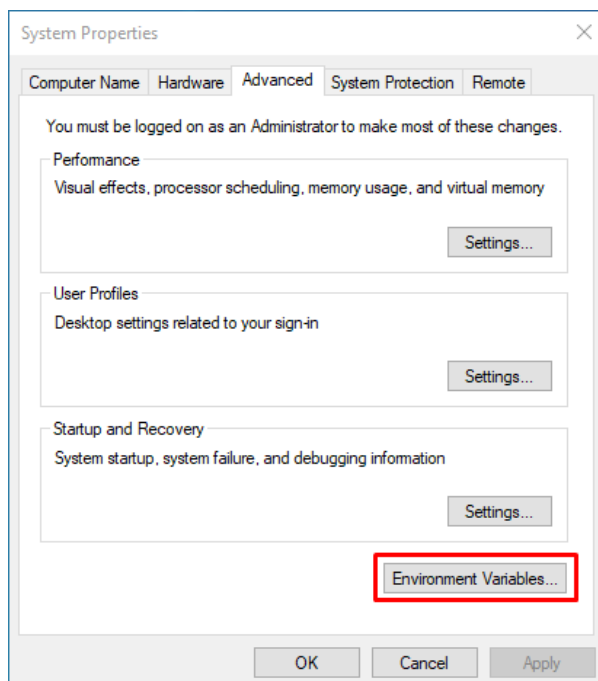 System Properties
Computer Name Hardware Advanced System Protection Remote
You must be logged on as an Administrator to make most of these changes.
Performance
Visual effects, processor scheduling, memory usage, and virtual memory
Settings...
User Profiles
Desktop settings related to your sign-in
Settings...
Startup and Recovery
System startup, system failure, and debugging information
Settings...
Environment Variables...
OK Cancel Apply